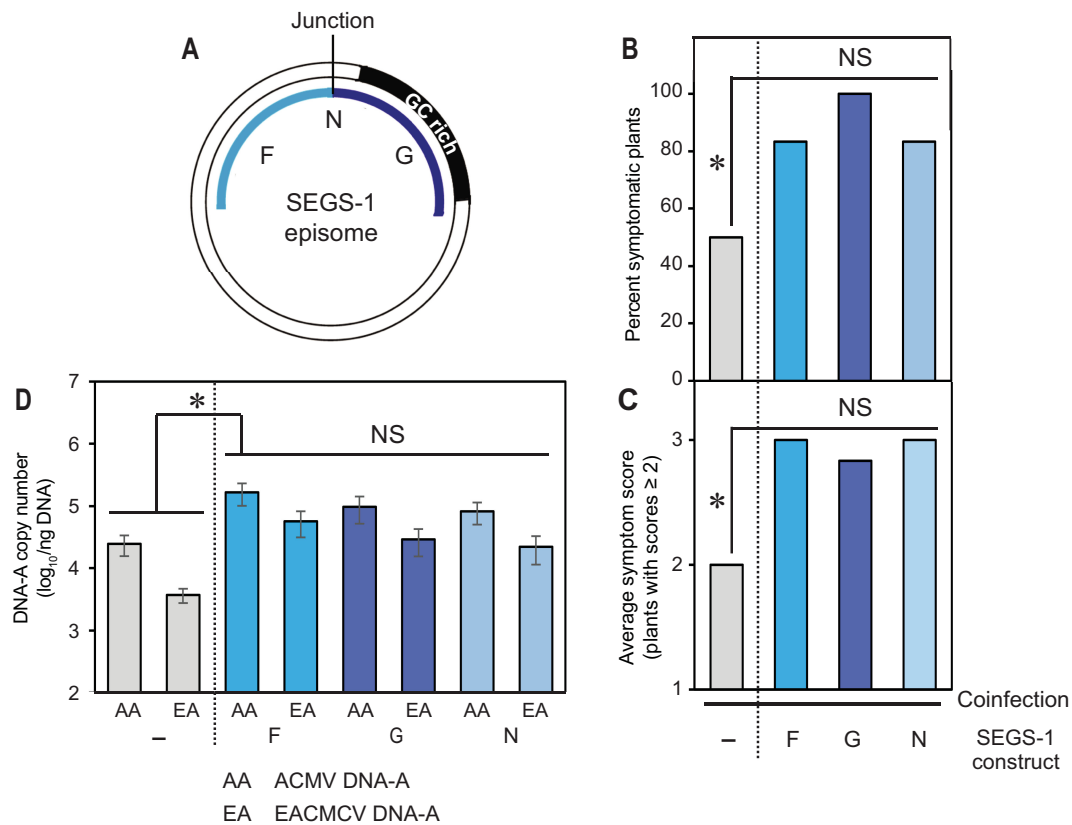 A
Junction
GC rich
N
F
G
SEGS-1
episome
B
Percent symptomatic plants
100
80
60
40
20
0
NS
*
C
Average symptom score
(plants with scores ≥ 2)
3
2
1
NS
*
Coinfection
– F G N
SEGS-1
construct
D
DNA-A copy number
(log10/ng DNA)
7
6
5
4
3
2
*
NS
AA EA AA EA AA EA AA EA
– F G N
AA ACMV DNA-A
EA EACMCV DNA-A